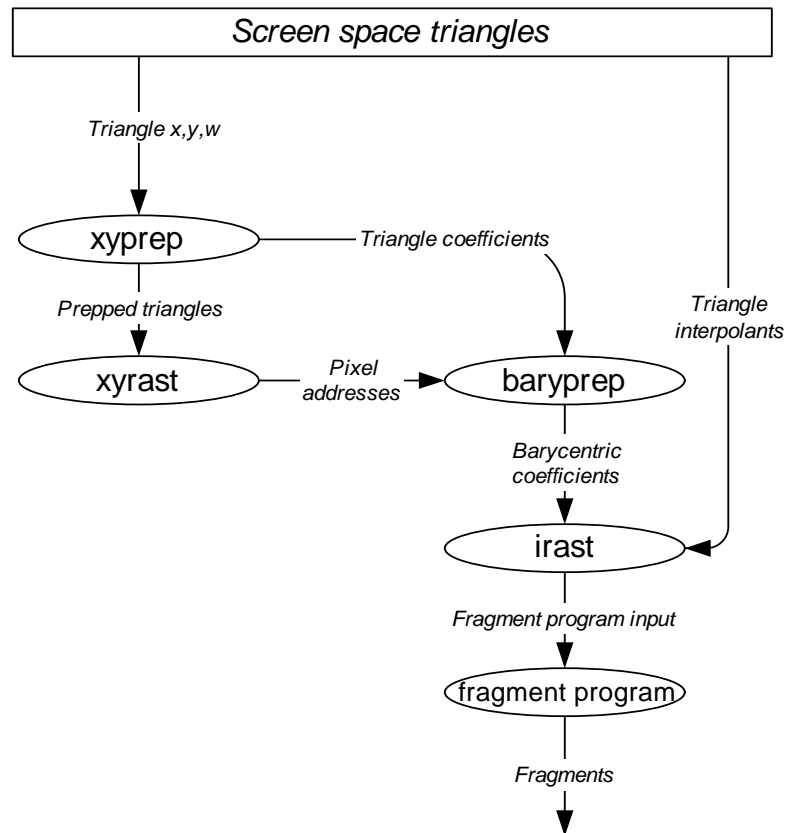 Screen space triangles
Triangle x,y,w
xyprep
Triangle coefficients
Prepped triangles
Triangle
interpolants
xyrast
Pixel
addresses
baryprep
Barycentric
coefficients
irast
Fragment program input
fragment program
Fragments